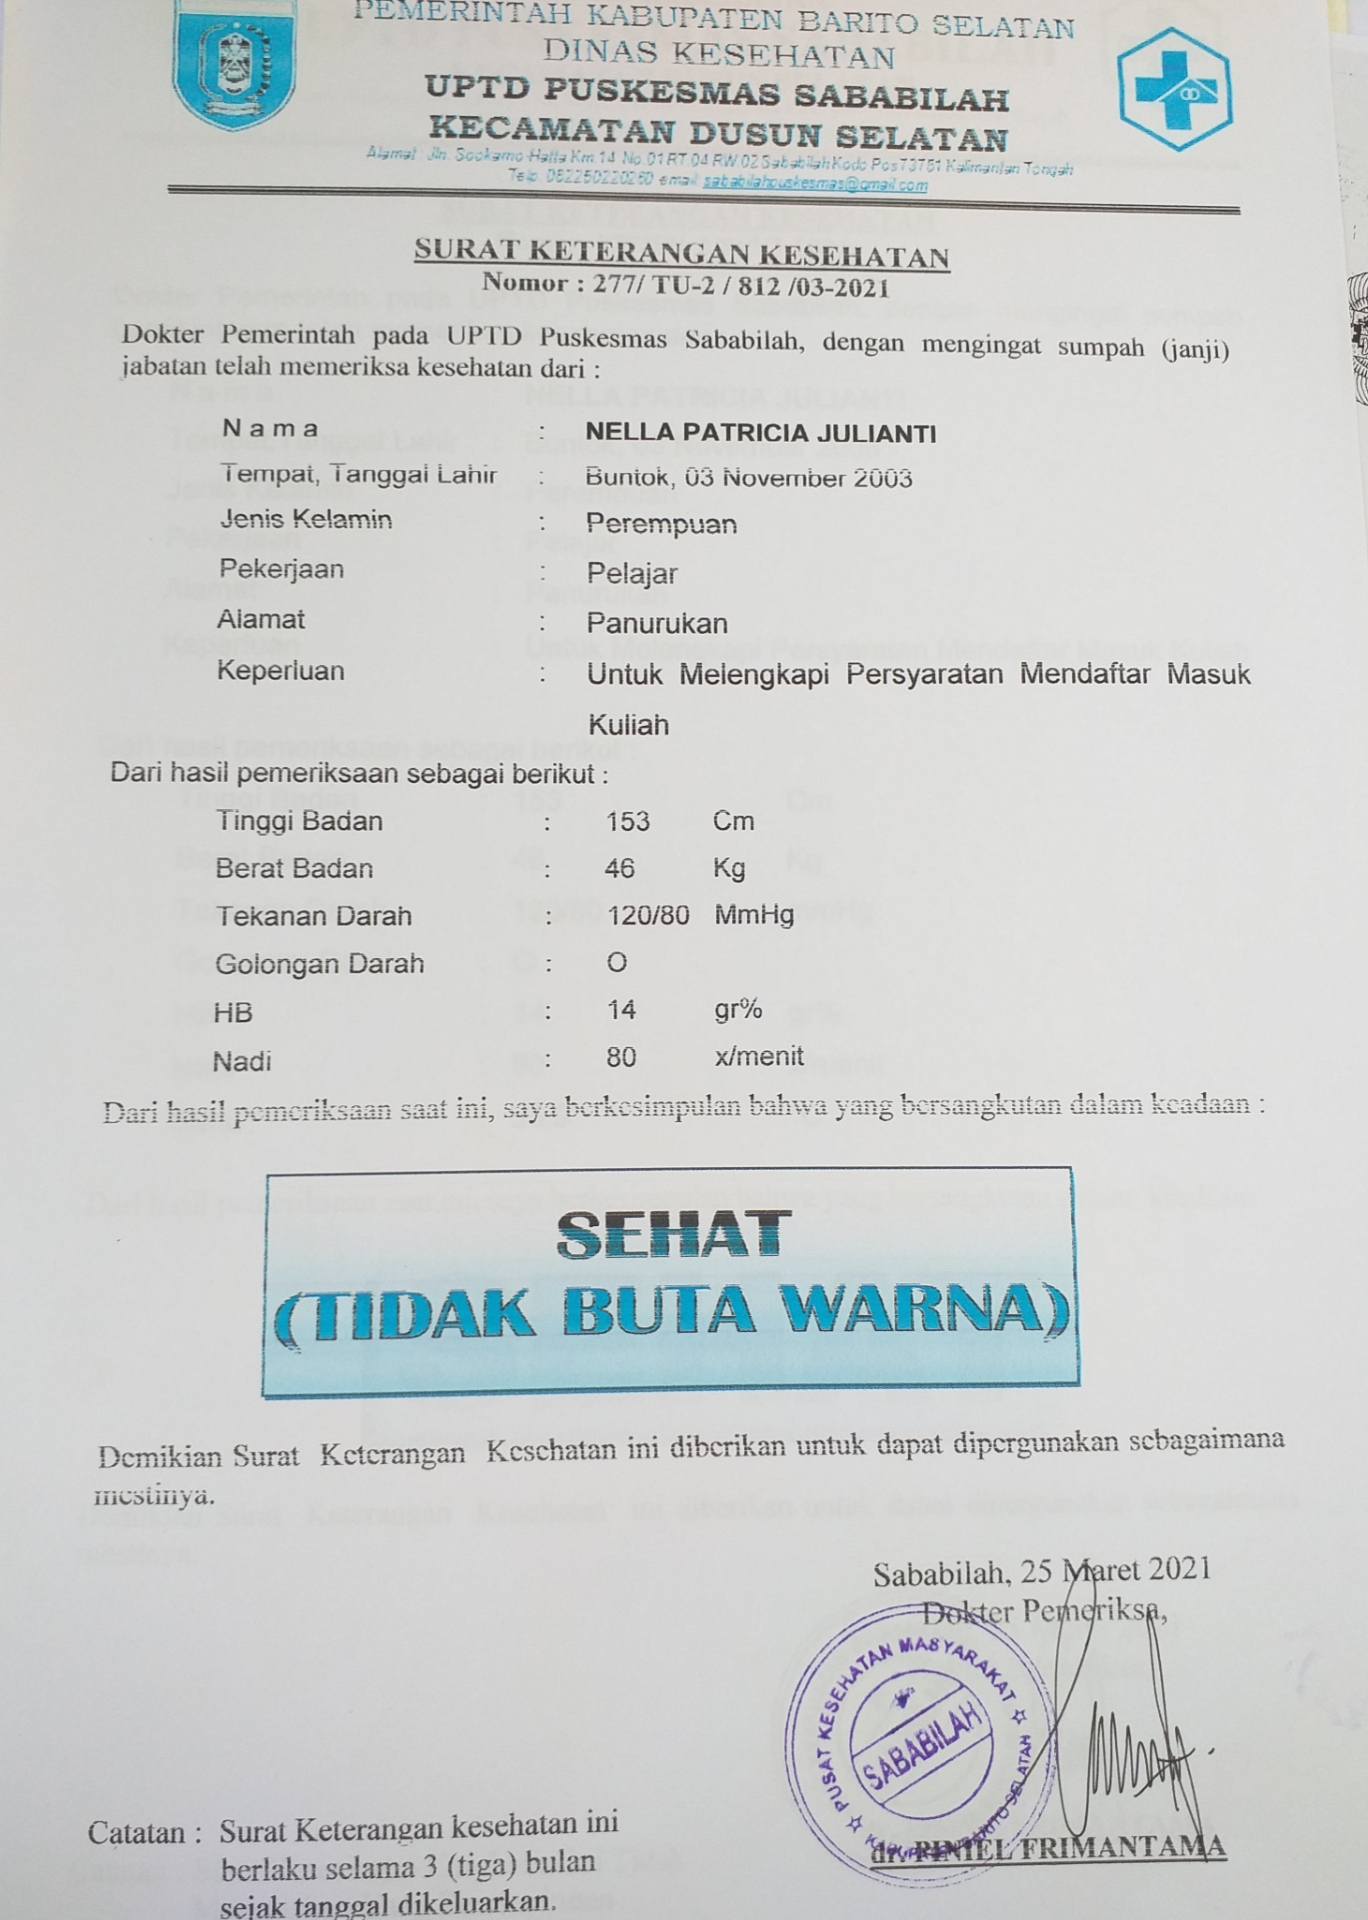 PEMERINTAH KABUPATEN BARITO SELATAN
DINAS KESEHATAN
UPTD PUSKESMAS SABABILAH
KECAMATAN DUSUN SELATAN
Alamat : Jln. Soekarno Hatta Km.14 No.01 RT.04 RW.02 Sababilah Kode Pos 73751 Kalimantan Tengah
Telp. 082250220260 email: sababilahpuskesmas@gmail.com
SURAT KETERANGAN KESEHATAN
Nomor : 277/ TU-2 / 812 /03-2021
Dokter Pemerintah pada UPTD Puskesmas Sababilah, dengan mengingat sumpah (janji)
jabatan telah memeriksa kesehatan dari :
N a m a : NELLA PATRICIA JULIANTI
Tempat, Tanggal Lahir : Buntok, 03 November 2003
Jenis Kelamin : Perempuan
Pekerjaan : Pelajar
Alamat : Panurukan
Keperluan : Untuk Melengkapi Persyaratan Mendaftar Masuk
Kuliah
Dari hasil pemeriksaan sebagai berikut :
Tinggi Badan : 153 Cm
Berat Badan : 46 Kg
Tekanan Darah : 120/80 MmHg
Golongan Darah : O
HB : 14 gr%
Nadi : 80 x/menit
Dari hasil pemeriksaan saat ini, saya berkesimpulan bahwa yang bersangkutan dalam keadaan :
SEHAT
(TIDAK BUTA WARNA)
Demikian Surat Keterangan Kesehatan ini diberikan untuk dapat dipergunakan sebagaimana
mestinya.
Sababilah, 25 Maret 2021
Dokter Pemeriksa,
PUSAT KESEHATAN MASYARAKAT
SABABILAH
KABUPATEN BARITO SELATAN
dr. PINIEL FRIMANTAMA
Catatan : Surat Keterangan kesehatan ini
berlaku selama 3 (tiga) bulan
sejak tanggal dikeluarkan.